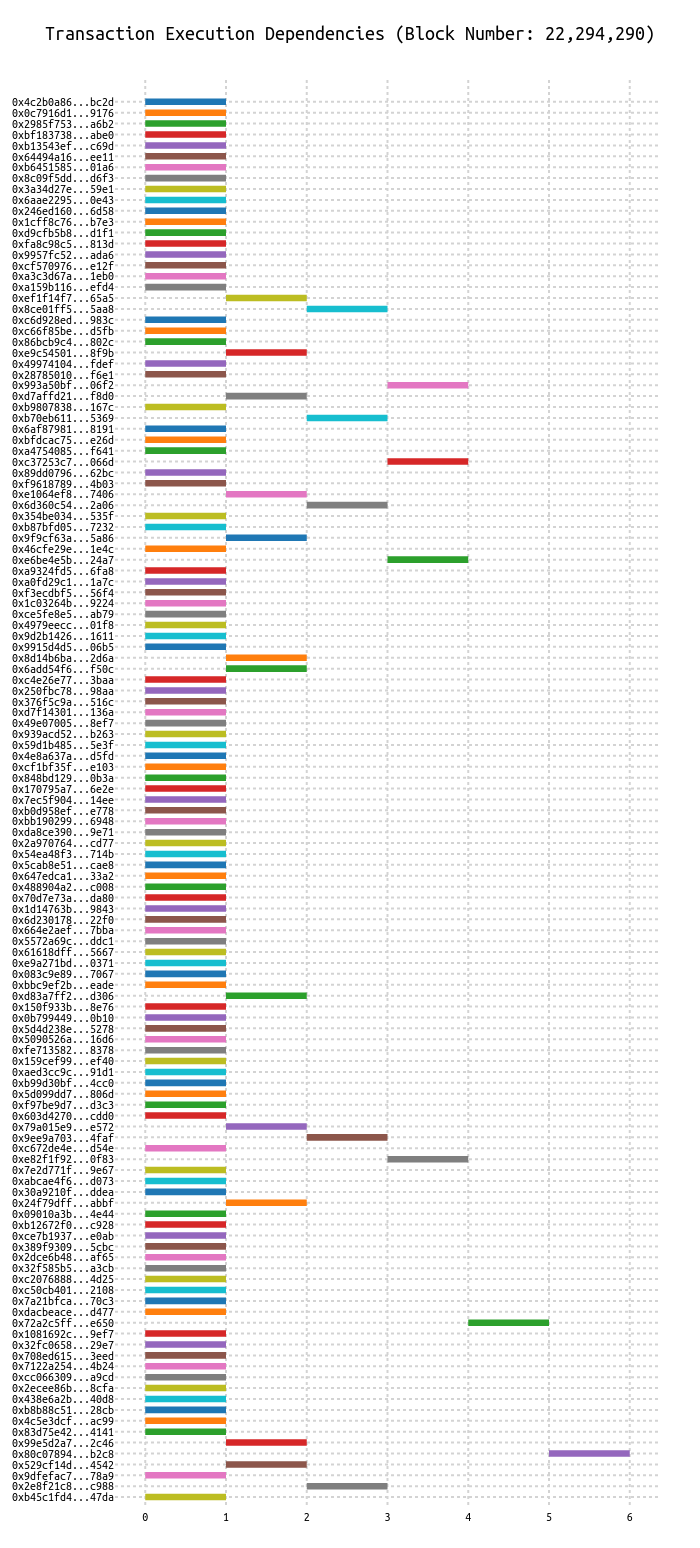 Transaction Execution Dependencies (Block Number: 22,294,290)
0x4c2b0a86...bc2d
0x0c7916d1...9176
0x2985f753...a6b2
0xbf183738...abe0
0xb13543ef...c69d
0x64494a16...ee11
0xb6451585...01a6
0x8c09f5dd...d6f3
0x3a34d27e...59e1
0x6aae2295...0e43
0x246ed160...6d58
0x1cff8c76...b7e3
0xd9cfb5b8...d1f1
0xfa8c98c5...813d
0x9957fc52...ada6
0xcf570976...e12f
0xa3c3d67a...1eb0
0xa159b116...efd4
0xef1f14f7...65a5
0x8ce01ff5...5aa8
0xc6d928ed...983c
0xc66f85be...d5fb
0x86bcb9c4...802c
0xe9c54501...8f9b
0x49974104...fdef
0x28785010...f6e1
0x993a50bf...06f2
0xd7affd21...f8d0
0xb9807838...167c
0xb70eb611...5369
0x6af87981...8191
0xbfdcac75...e26d
0xa4754085...f641
0xc37253c7...066d
0x89dd0796...62bc
0xf9618789...4b03
0xe1064ef8...7406
0x6d360c54...2a06
0x354be034...535f
0xb87bfd05...7232
0x9f9cf63a...5a86
0x46cfe29e...1e4c
0xe6be4e5b...24a7
0xa9324fd5...6fa8
0xa0fd29c1...1a7c
0xf3ecdbf5...56f4
0x1c03264b...9224
0xce5fe8e5...ab79
0x4979eecc...01f8
0x9d2b1426...1611
0x9915d4d5...06b5
0x8d14b6ba...2d6a
0x6add54f6...f50c
0xc4e26e77...3baa
0x250fbc78...98aa
0x376f5c9a...516c
0xd7f14301...136a
0x49e07005...8ef7
0x939acd52...b263
0x59d1b485...5e3f
0x4e8a637a...d5fd
0xcf1bf35f...e103
0x848bd129...0b3a
0x170795a7...6e2e
0x7ec5f904...14ee
0xb0d958ef...e778
0xbb190299...6948
0xda8ce390...9e71
0x2a970764...cd77
0x54ea48f3...714b
0x5cab8e51...cae8
0x647edca1...33a2
0x488904a2...c008
0x70d7e73a...da80
0x1d14763b...9843
0x6d230178...22f0
0x664e2aef...7bba
0x5572a69c...ddc1
0x61618dff...5667
0xe9a271bd...0371
0x083c9e89...7067
0xbbc9ef2b...eade
0xd83a7ff2...d306
0x150f933b...8e76
0x0b799449...0b10
0x5d4d238e...5278
0x5090526a...16d6
0xfe713582...8378
0x159cef99...ef40
0xaed3cc9c...91d1
0xb99d30bf...4cc0
0x5d099dd7...806d
0xf97be9d7...d3c3
0x603d4270...cdd0
0x79a015e9...e572
0x9ee9a703...4faf
0xc672de4e...d54e
0xe82f1f92...0f83
0x7e2d771f...9e67
0xabcae4f6...d073
0x30a9210f...ddea
0x24f79dff...abbf
0x09010a3b...4e44
0xb12672f0...c928
0xce7b1937...e0ab
0x389f9309...5cbc
0x2dce6b48...af65
0x32f585b5...a3cb
0xc2076888...4d25
0xc50cb401...2108
0x7a21bfca...70c3
0xdacbeace...d477
0x72a2c5ff...e650
0x1081692c...9ef7
0x32fc0658...29e7
0x708ed615...3eed
0x7122a254...4b24
0xcc066309...a9cd
0x2ecee86b...8cfa
0x438e6a2b...40d8
0xb8b88c51...28cb
0x4c5e3dcf...ac99
0x83d75e42...4141
0x99e5d2a7...2c46
0x80c07894...b2c8
0x529cf14d...4542
0x9dfefac7...78a9
0x2e8f21c8...c988
0xb45c1fd4...47da
0 1 2 3 4 5 6